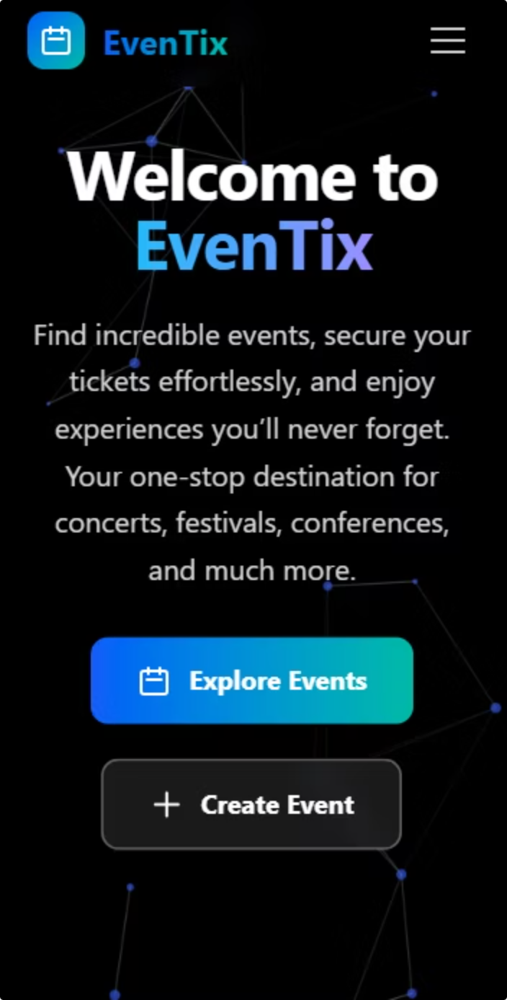 EvenTix
Welcome to
EvenTix
Find incredible events, secure your
tickets effortlessly, and enjoy
experiences you’ll never forget.
Your one-stop destination for
concerts, festivals, conferences,
and much more.
Explore Events
Create Event